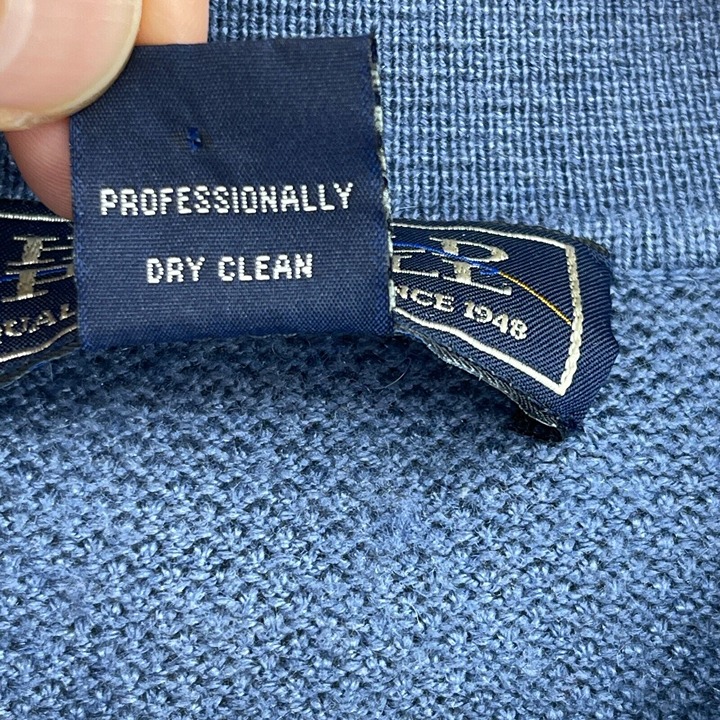 PROFESSIONALLY
DRY CLEAN
NCE 1948